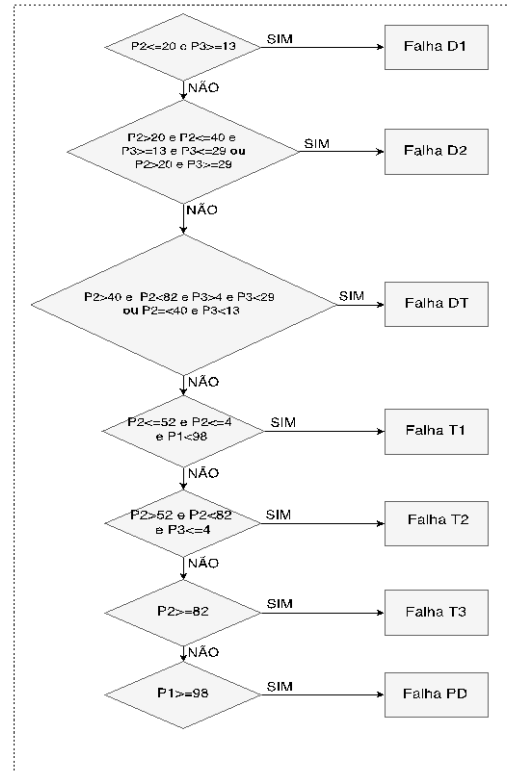 P2<=20 e P3>=13
SIM
Falha D1
NÃO
P2>20 e P2<=40 e
P3>=13 e P3<=29 ou
P2>20 e P3>=29
SIM
Falha D2
NÃO
P2>40 e P2<82 e P3>4 e P3<29
ou P2=<40 e P3<13
SIM
Falha DT
NÃO
P2<=52 e P2<=4
e P1<98
SIM
Falha T1
NÃO
P2>52 e P2<82
e P3<=4
SIM
Falha T2
NÃO
P2>=82
SIM
Falha T3
NÃO
P1>=98
SIM
Falha PD